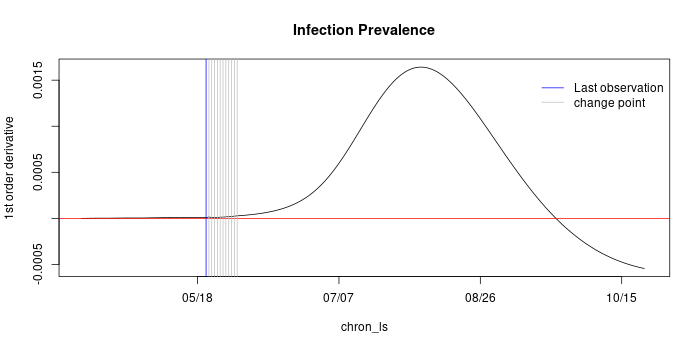 Infection Prevalence
1st order derivative
0.0015
0.0005
-0.0005
Last observation
change point
05/18
07/07
08/26
10/15
chron_ls